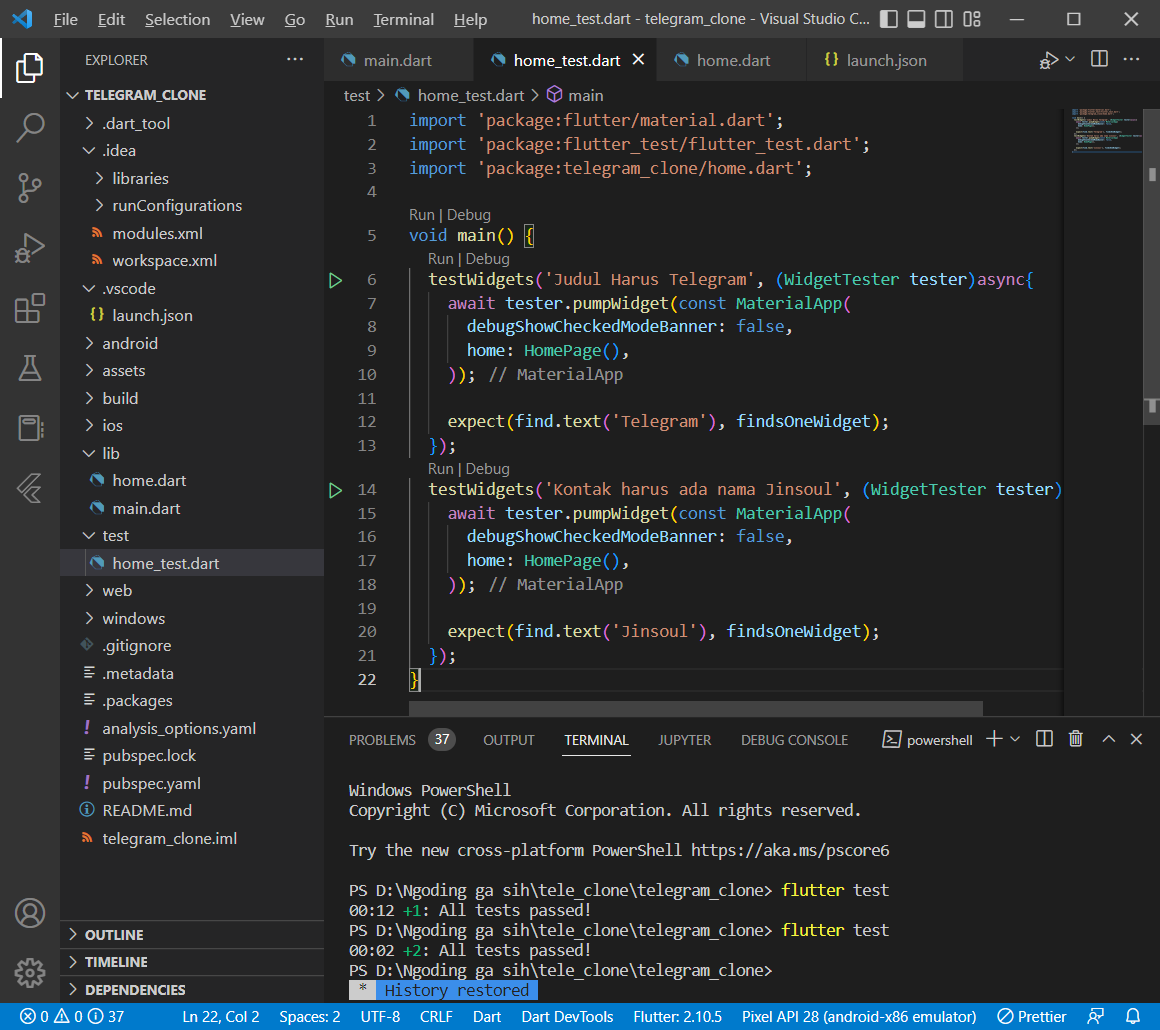 File Edit Selection View Go Run Terminal Help home_test.dart - telegram_clone - Visual Studio C...
EXPLORER
TELEGRAM_CLONE
.dart_tool
.idea
libraries
runConfigurations
modules.xml
workspace.xml
.vscode
launch.json
android
assets
build
ios
lib
home.dart
main.dart
test
home_test.dart
web
windows
.gitignore
.metadata
.packages
analysis_options.yaml
pubspec.lock
pubspec.yaml
README.md
telegram_clone.iml
OUTLINE
TIMELINE
DEPENDENCIES
main.dart home_test.dart home.dart launch.json
test > home_test.dart > main
1 import 'package:flutter/material.dart';
2 import 'package:flutter_test/flutter_test.dart';
3 import 'package:telegram_clone/home.dart';
4
Run | Debug
5 void main() {
Run | Debug
6 testWidgets('Judul Harus Telegram', (WidgetTester tester)async{
7 await tester.pumpWidget(const MaterialApp(
8 debugShowCheckedModeBanner: false,
9 home: HomePage(),
10 )); // MaterialApp
11
12 expect(find.text('Telegram'), findsOneWidget);
13 });
Run | Debug
14 testWidgets('Kontak harus ada nama Jinsoul', (WidgetTester tester)
15 await tester.pumpWidget(const MaterialApp(
16 debugShowCheckedModeBanner: false,
17 home: HomePage(),
18 )); // MaterialApp
19
20 expect(find.text('Jinsoul'), findsOneWidget);
21 });
22 }
PROBLEMS 37 OUTPUT TERMINAL JUPYTER DEBUG CONSOLE powershell
Windows PowerShell
Copyright (C) Microsoft Corporation. All rights reserved.
Try the new cross-platform PowerShell https://aka.ms/pscore6
PS D:\Ngoding ga sih\tele_clone\telegram_clone> flutter test
00:12 +1: All tests passed!
PS D:\Ngoding ga sih\tele_clone\telegram_clone> flutter test
00:02 +2: All tests passed!
PS D:\Ngoding ga sih\tele_clone\telegram_clone>
* History restored
0 0 37 Ln 22, Col 2 Spaces: 2 UTF-8 CRLF Dart Dart DevTools Flutter: 2.10.5 Pixel API 28 (android-x86 emulator) Prettier